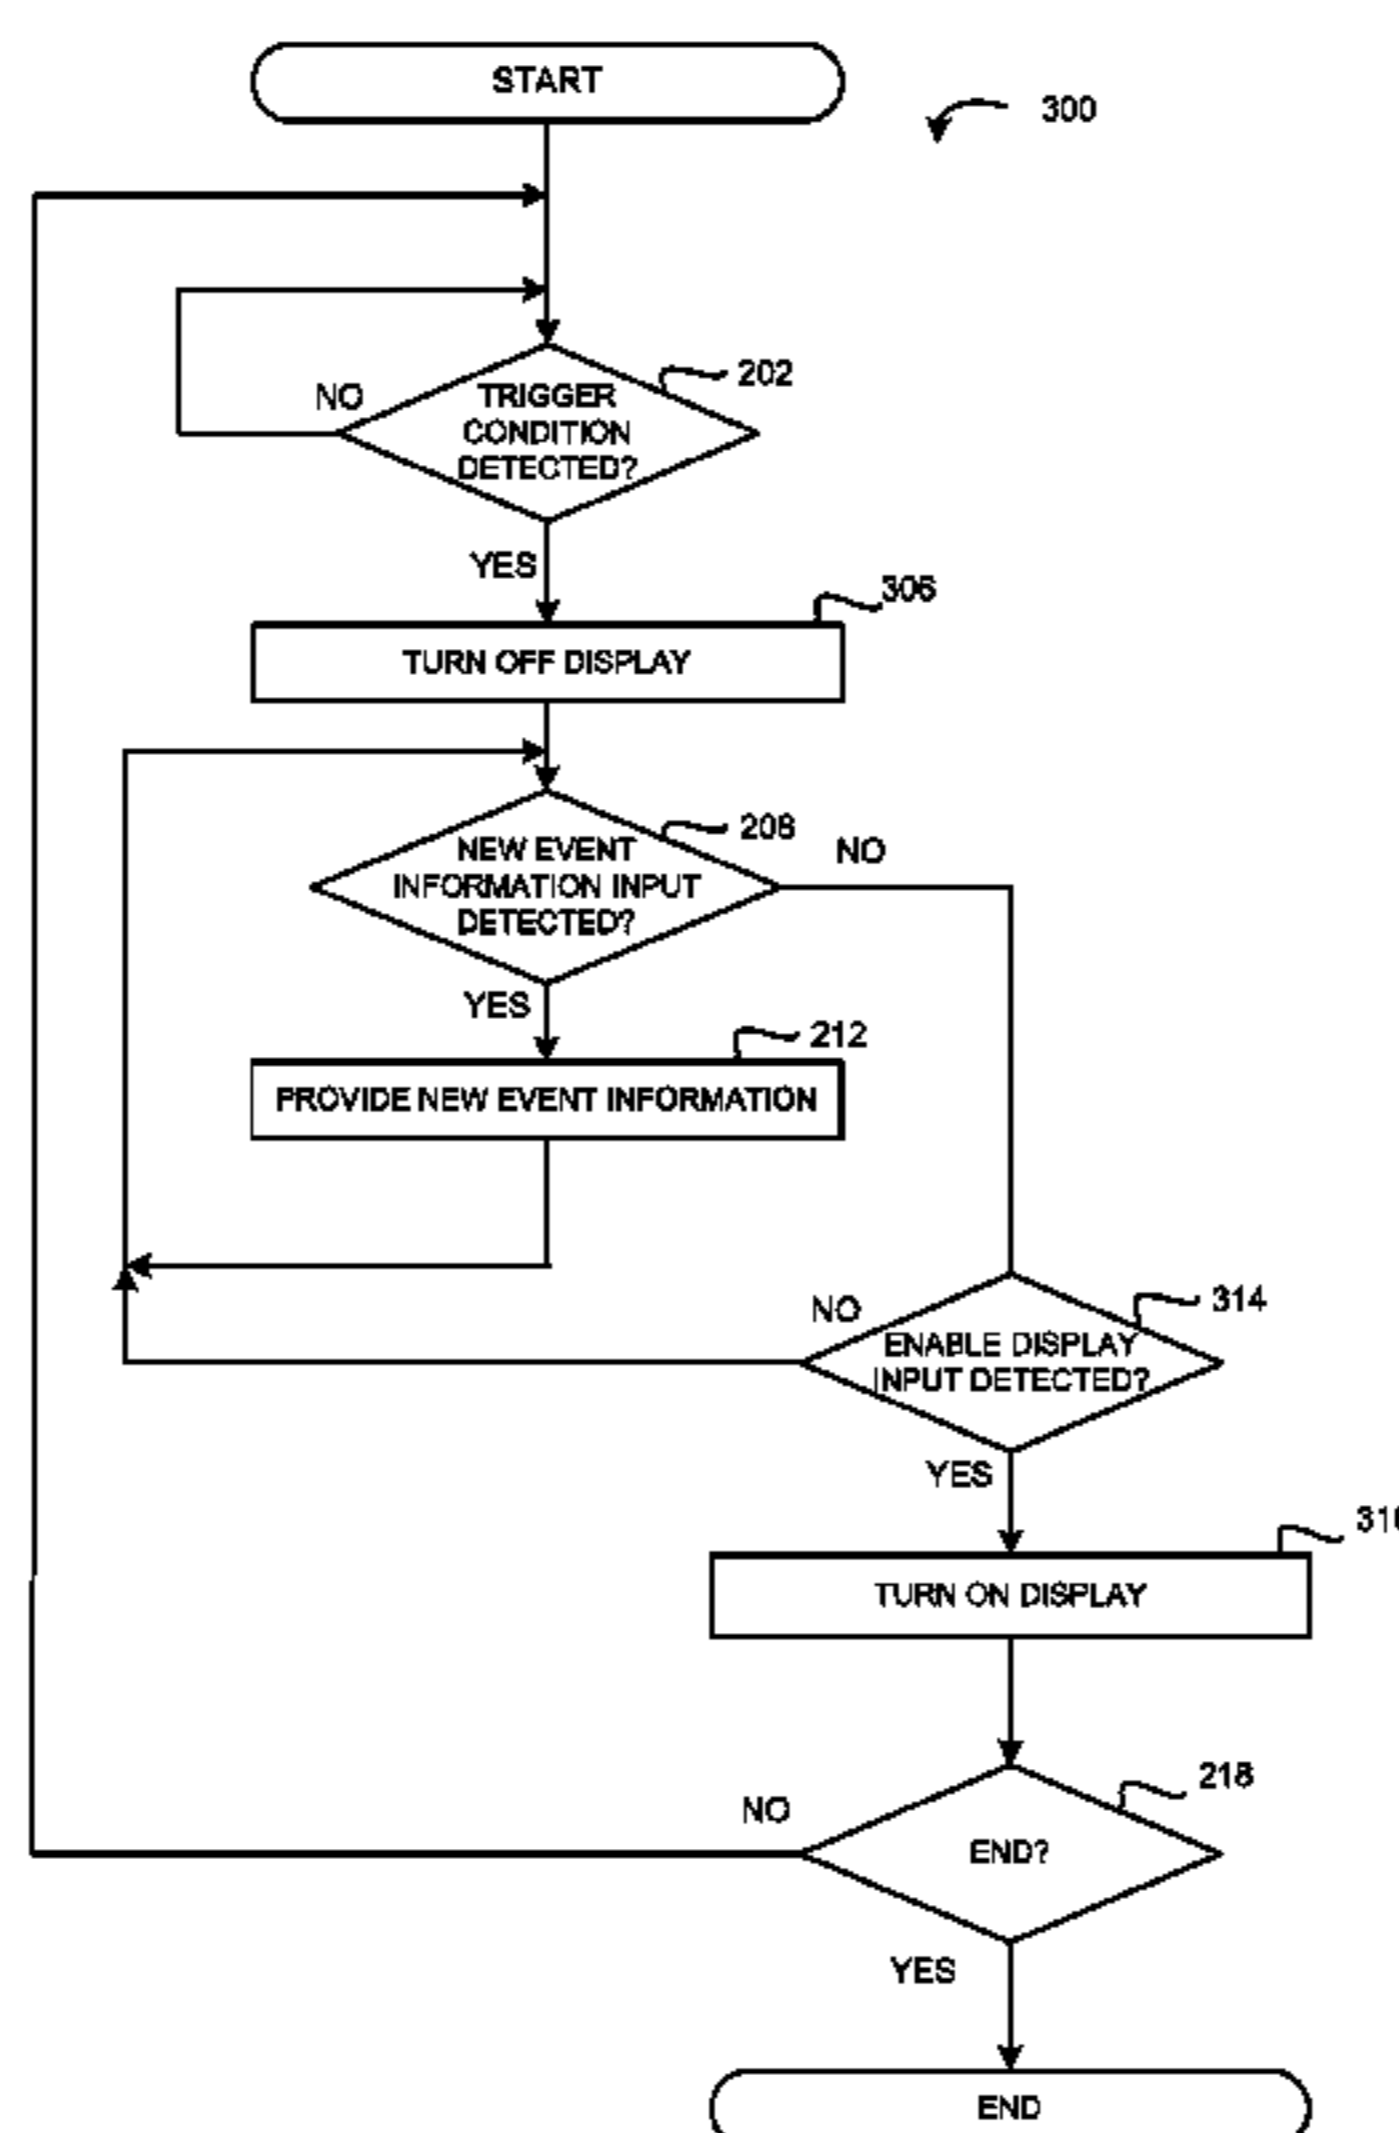 START
300
202
NO
TRIGGER
CONDITION
DETECTED?
YES
306
TURN OFF DISPLAY
208
NO
NEW EVENT
INFORMATION INPUT
DETECTED?
YES
212
PROVIDE NEW EVENT INFORMATION
314
NO
ENABLE DISPLAY
INPUT DETECTED?
YES
TURN ON DISPLAY
218
NO
END?
YES
END